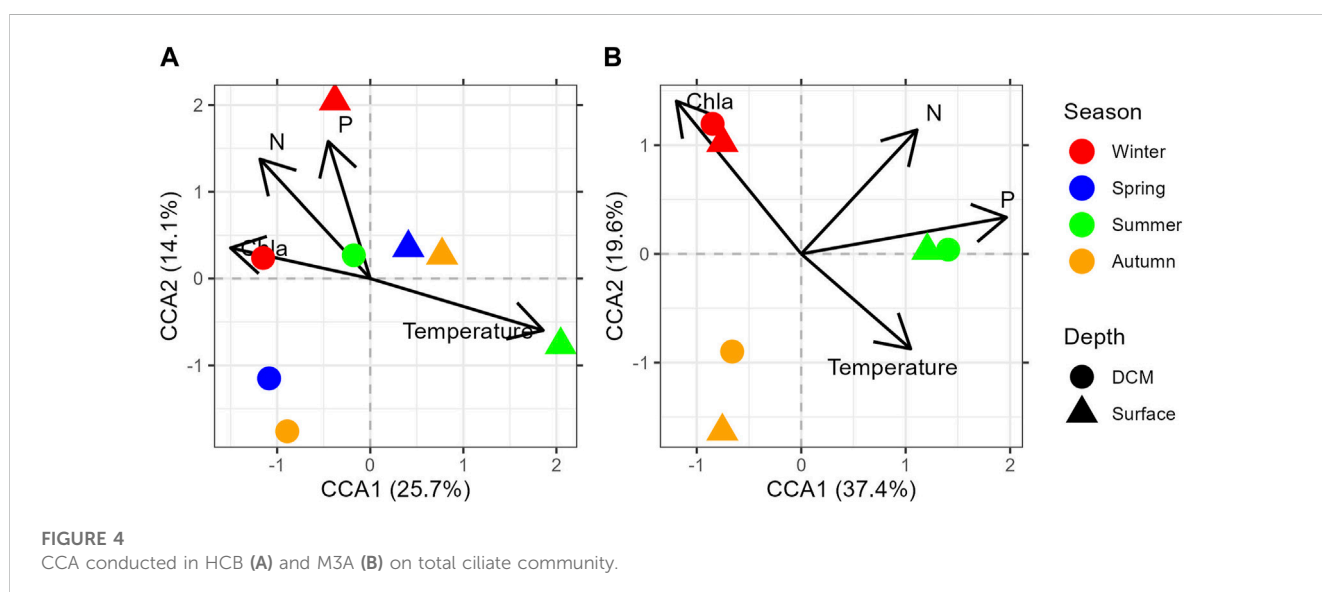 A
B
2
1
0
-1
CCA2 (14.1%)
N
P
Chla
Temperature
-1
0
1
2
CCA1 (25.7%)
1
0
-1
CCA2 (19.6%)
Chla
N
P
Temperature
-1
0
1
2
CCA1 (37.4%)
Season
Winter
Spring
Summer
Autumn
Depth
DCM
Surface
FIGURE 4
CCA conducted in HCB (A) and M3A (B) on total ciliate community.